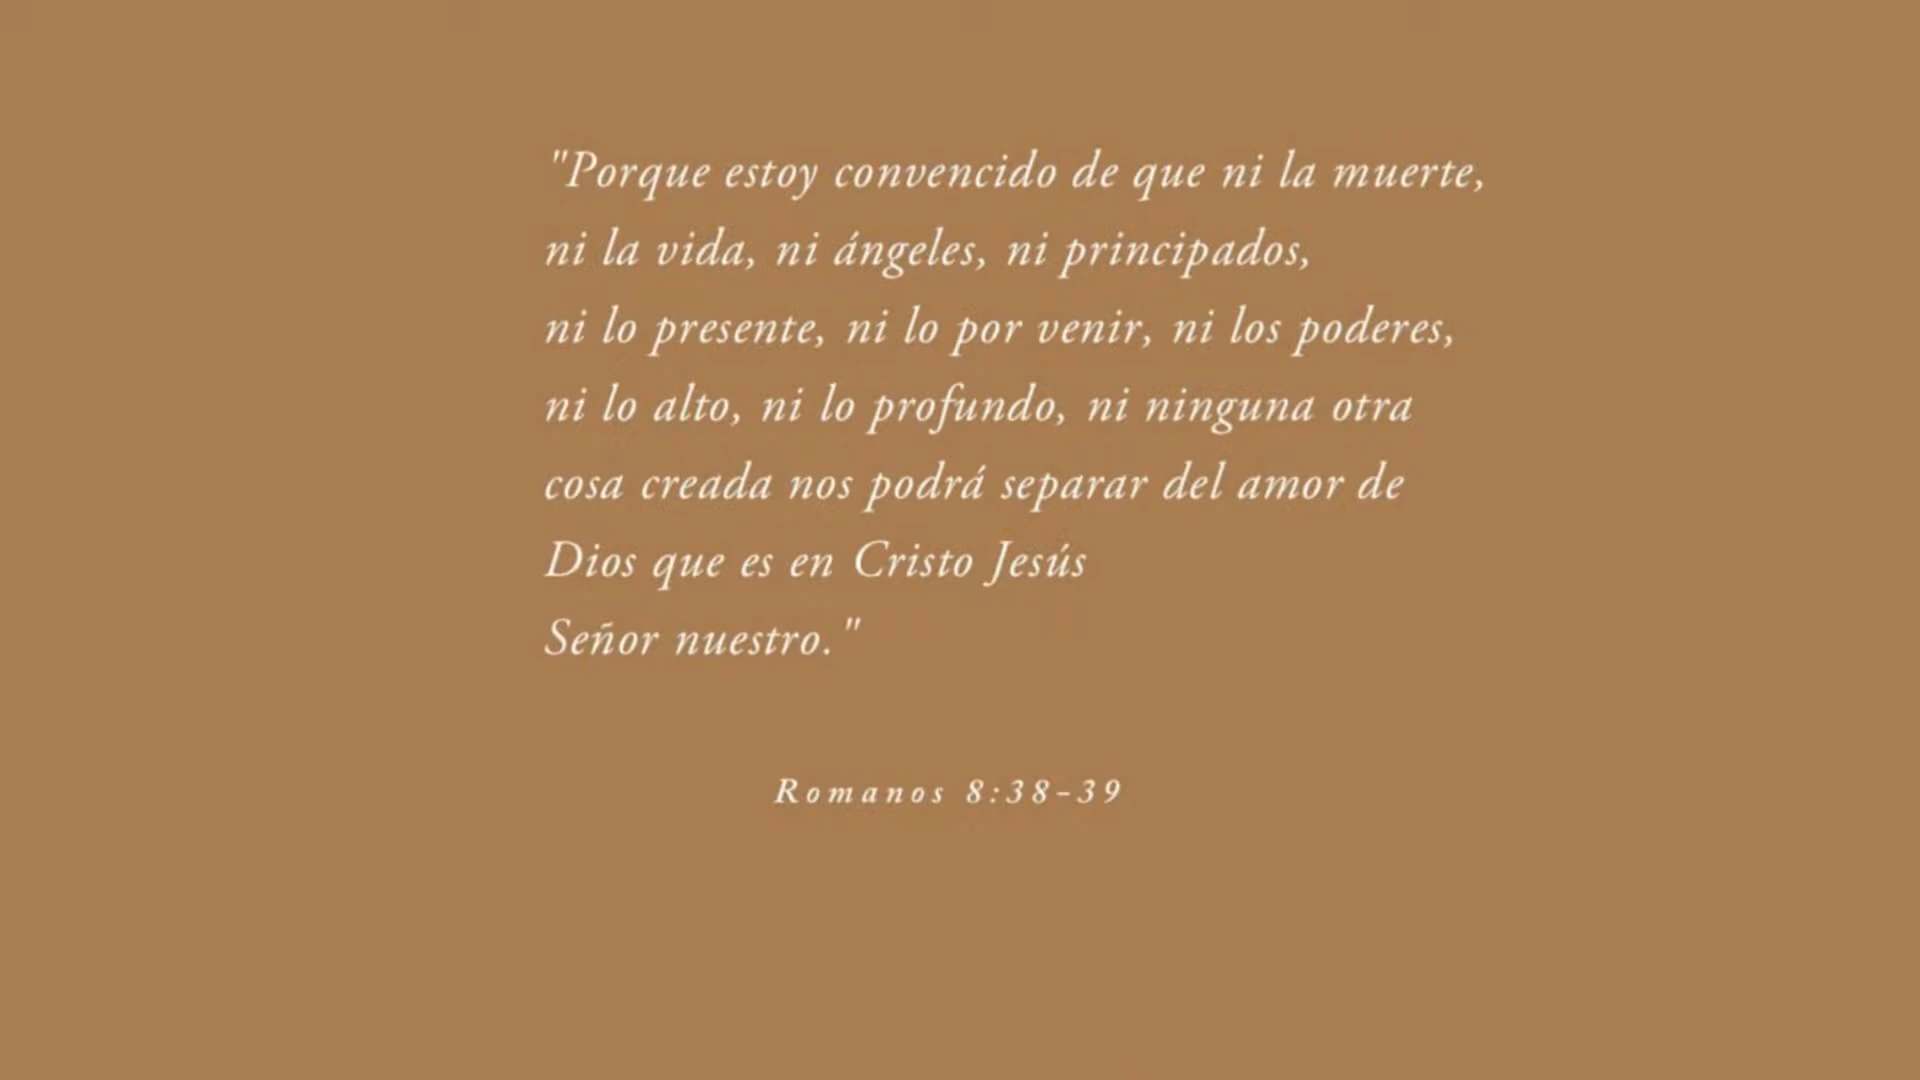 "Porque estoy convencido de que ni la muerte,
ni la vida, ni ángeles, ni principados,
ni lo presente, ni lo por venir, ni los poderes,
ni lo alto, ni lo profundo, ni ninguna otra
cosa creada nos podrá separar del amor de
Dios que es en Cristo Jesús
Señor nuestro."
Romanos 8:38-39